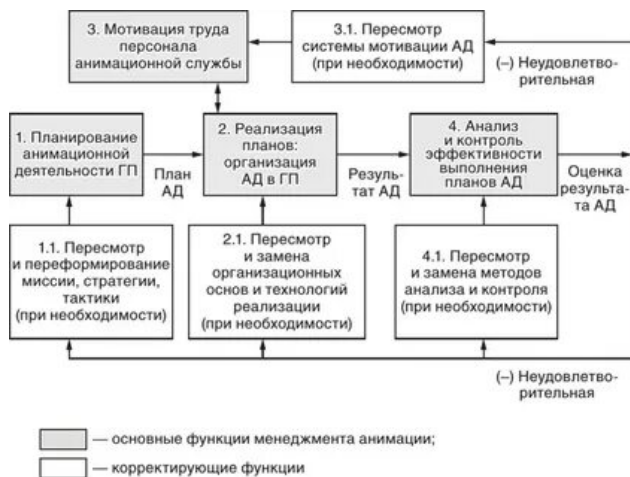 3. Мотивация труда
персонала
анимационной службы
3.1. Пересмотр
системы мотивации АД
(при необходимости)
(–) Неудовлетво-
рительная
1. Планирование
анимационной
деятельности ГП
План
АД
2. Реализация
планов:
организация
АД в ГП
Резуль-
тат АД
4. Анализ
и контроль
эффективности
выполнения
планов АД
Оценка
результа-
та АД
1.1. Пересмотр
и переформирование
миссии, стратегии,
тактики
(при необходимости)
2.1. Пересмотр
и замена
организационных
основ и технологий
реализации
(при необходимости)
4.1. Пересмотр
и замена методов
анализа и контроля
(при необходимости)
(–) Неудовлетво-
рительная
— основные функции менеджмента анимации;
— корректирующие функции